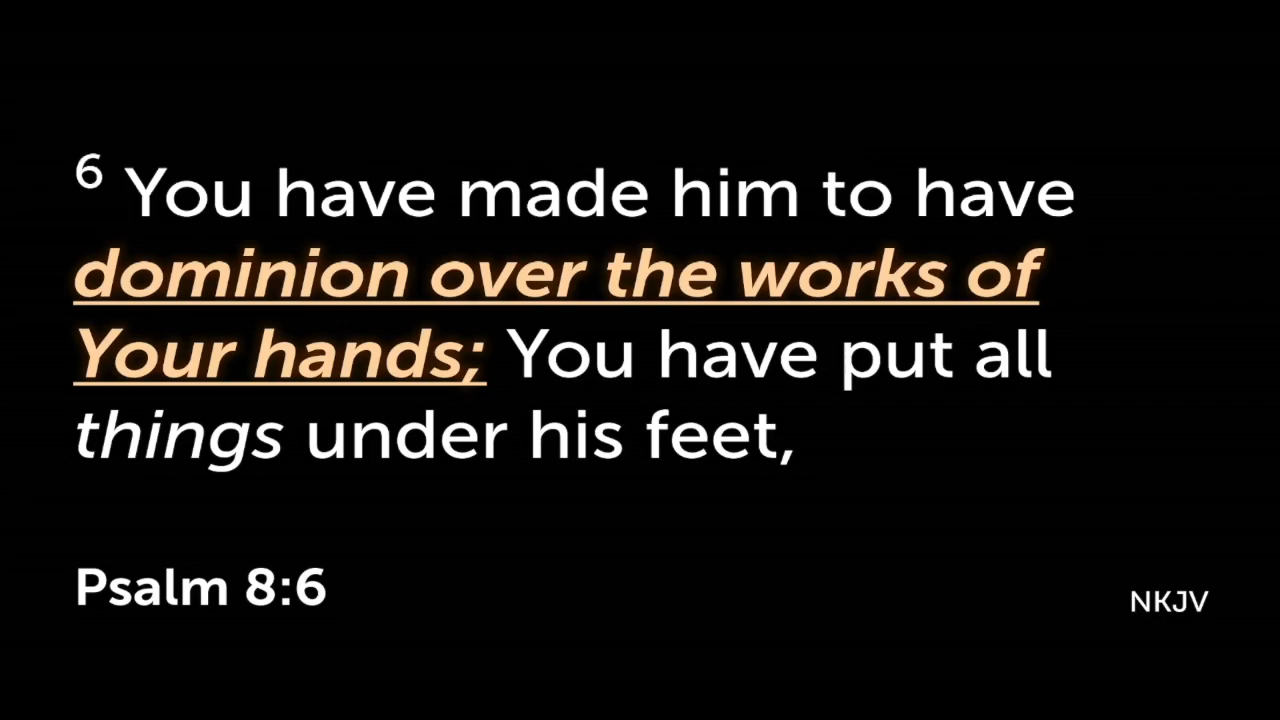 6 You have made him to have
dominion over the works of
Your hands; You have put all
things under his feet,
Psalm 8:6
NKJV